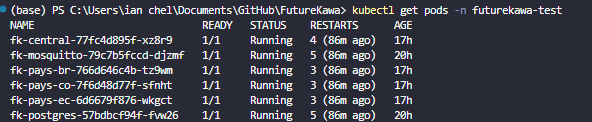 (base) PS C:\Users\ian chel\Documents\GitHub\FutureKawa> kubectl get pods -n futurekawa-test
NAME READY STATUS RESTARTS AGE
fk-central-77fc4d895f-xz8r9 1/1 Running 4 (86m ago) 17h
fk-mosquitto-79c7b5fccd-djzmf 1/1 Running 5 (86m ago) 20h
fk-pays-br-766d646c4b-tz9wm 1/1 Running 3 (86m ago) 17h
fk-pays-co-7f6d48d77f-sfnht 1/1 Running 3 (86m ago) 17h
fk-pays-ec-6d6679f876-wkgct 1/1 Running 3 (86m ago) 17h
fk-postgres-57bdbcf94f-fvw26 1/1 Running 5 (86m ago) 20h